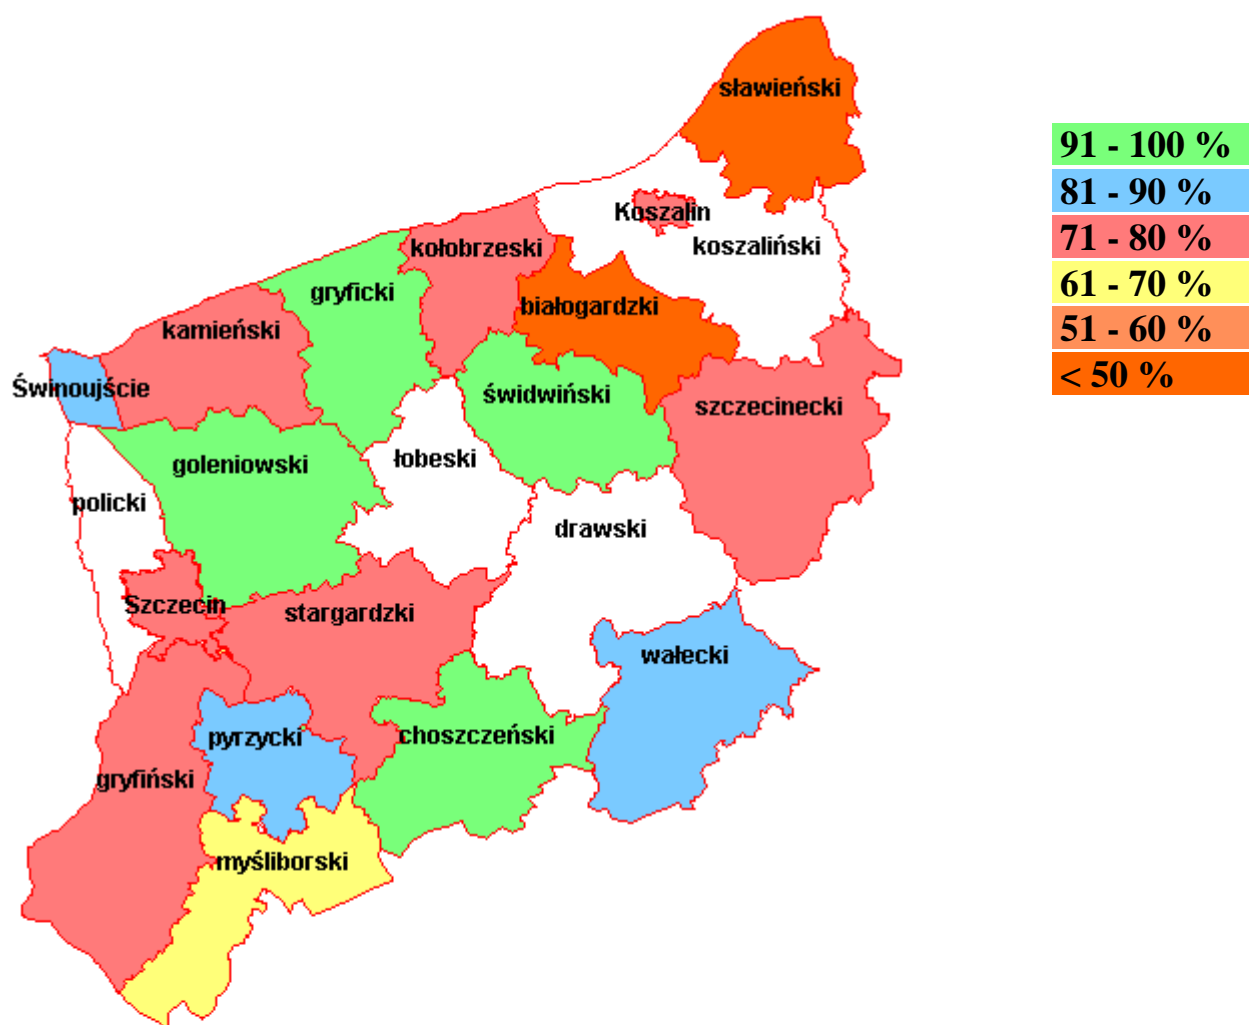 sławieński
Koszalin
koszaliński
kołobrzeski
gryficki
białogardzki
kamieński
Świnoujście
świdwiński
szczecinecki
goleniowski
łobeski
policki
drawski
Szczecin
stargardzki
wałecki
pyrzycki
choszczeński
gryfiński
myśliborski
91 - 100 %
81 - 90 %
71 - 80 %
61 - 70 %
51 - 60 %
< 50 %